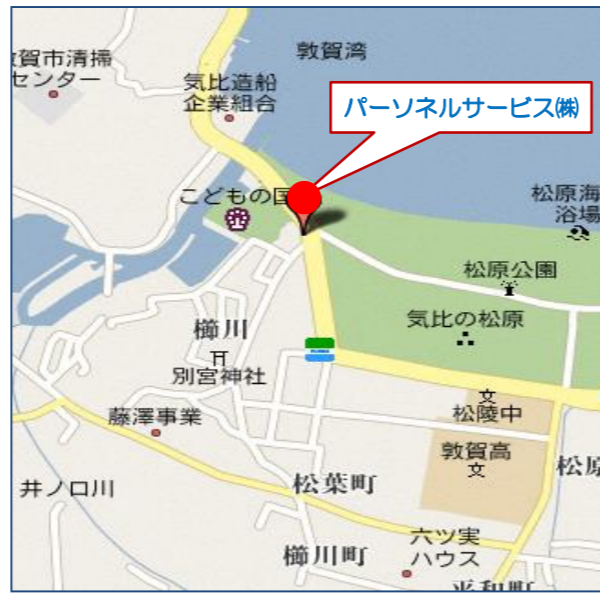 敦賀湾
賀市清掃
センター
気比造船
企業組合
パーソネルサービス㈱
こどもの国
松原海
浴場
松原公園
気比の松原
櫛川
別宮神社
松陵中
藤澤事業
敦賀高
松原
井ノ口川
松葉町
六ツ実
ハウス
櫛川町
平和町